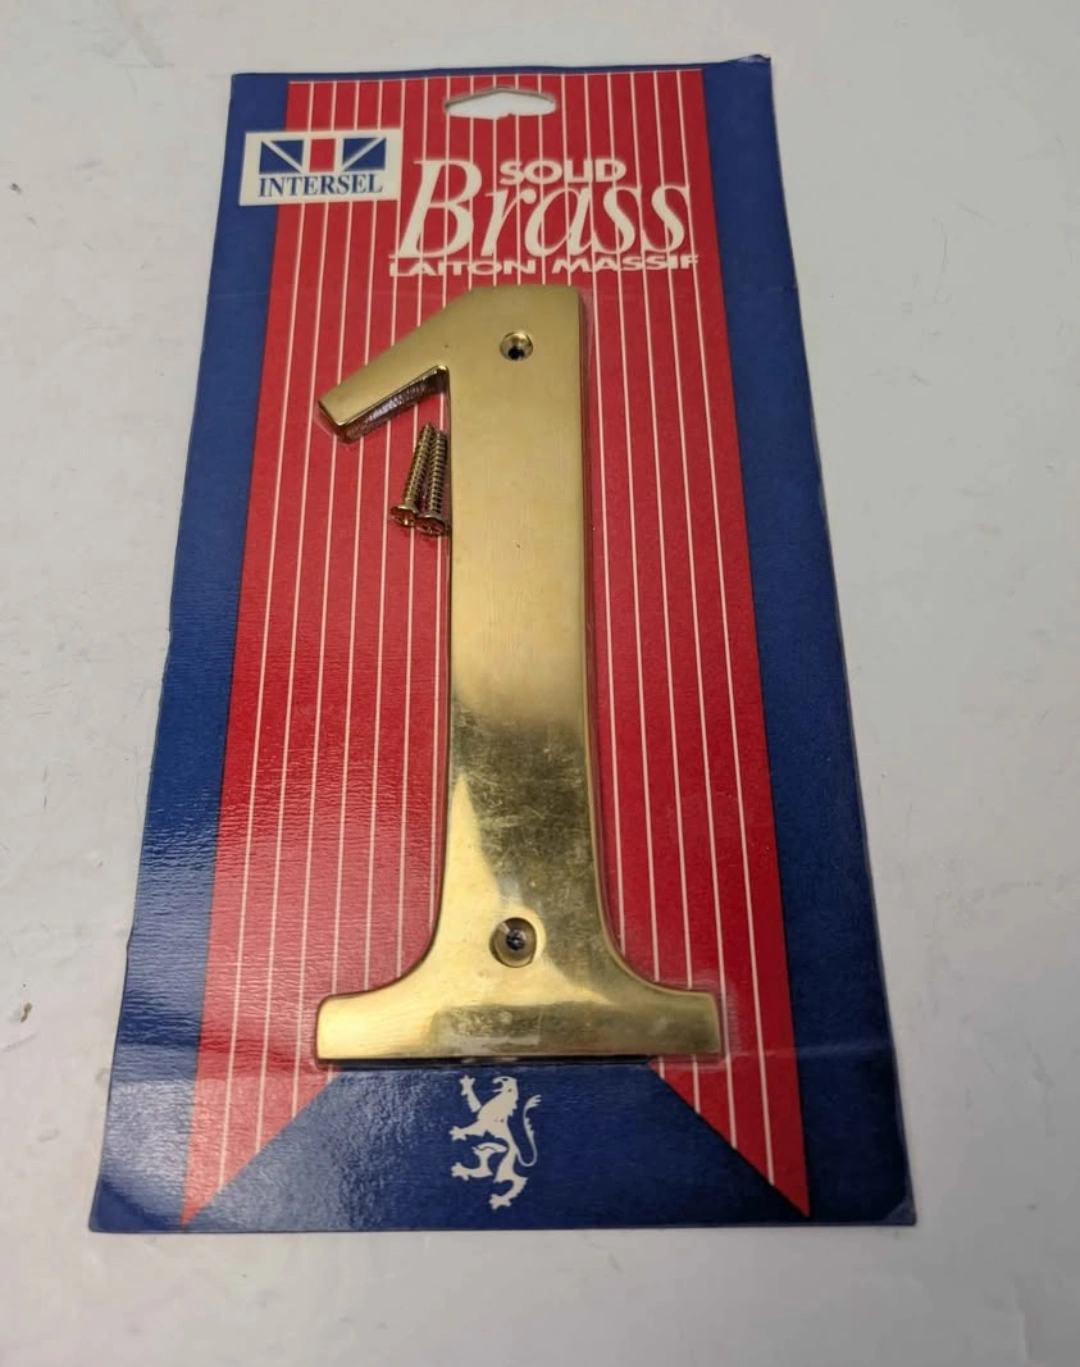 INTERSEL
SOLID
Brass
LAITON MASSIF
1